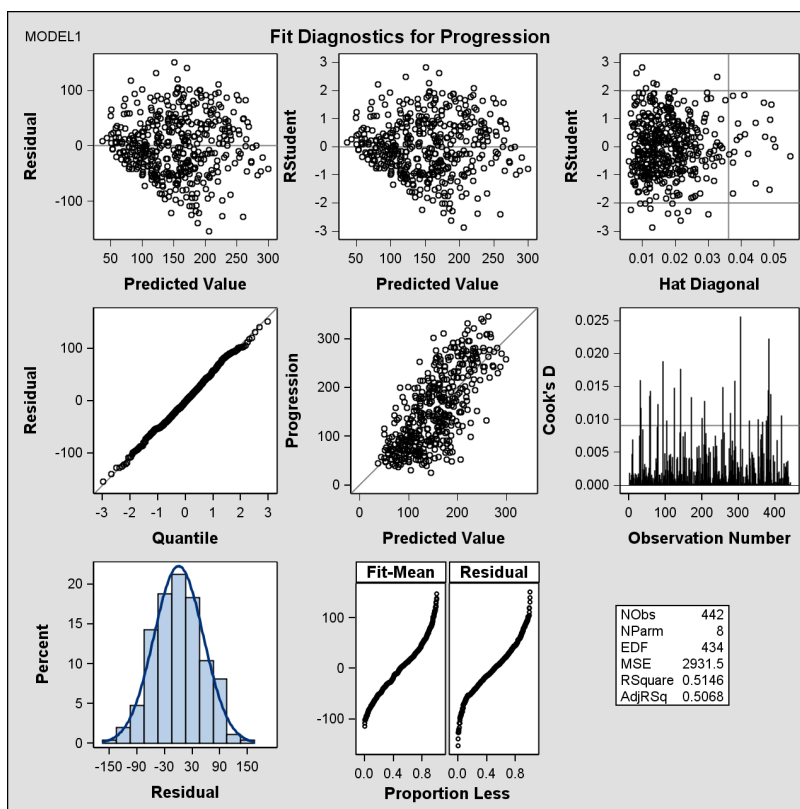 MODEL1
Fit Diagnostics for Progression
Residual
100
0
-100
50 100 150 200 250 300
Predicted Value
RStudent
3
2
1
0
-1
-2
-3
50 100 150 200 250 300
Predicted Value
RStudent
3
2
1
0
-1
-2
-3
0.01 0.02 0.03 0.04 0.05
Hat Diagonal
Residual
100
0
-100
-3 -2 -1 0 1 2 3
Quantile
Progression
300
200
100
0
0 100 200 300
Predicted Value
Cook's D
0.025
0.020
0.015
0.010
0.005
0.000
0 100 200 300 400
Observation Number
Percent
20
15
10
5
0
-150 -90 -30 30 90 150
Residual
Fit-Mean Residual
100
0
-100
0.0 0.4 0.8 0.0 0.4 0.8
Proportion Less
NObs 442
NParm 8
EDF 434
MSE 2931.5
RSquare 0.5146
AdjRSq 0.5068